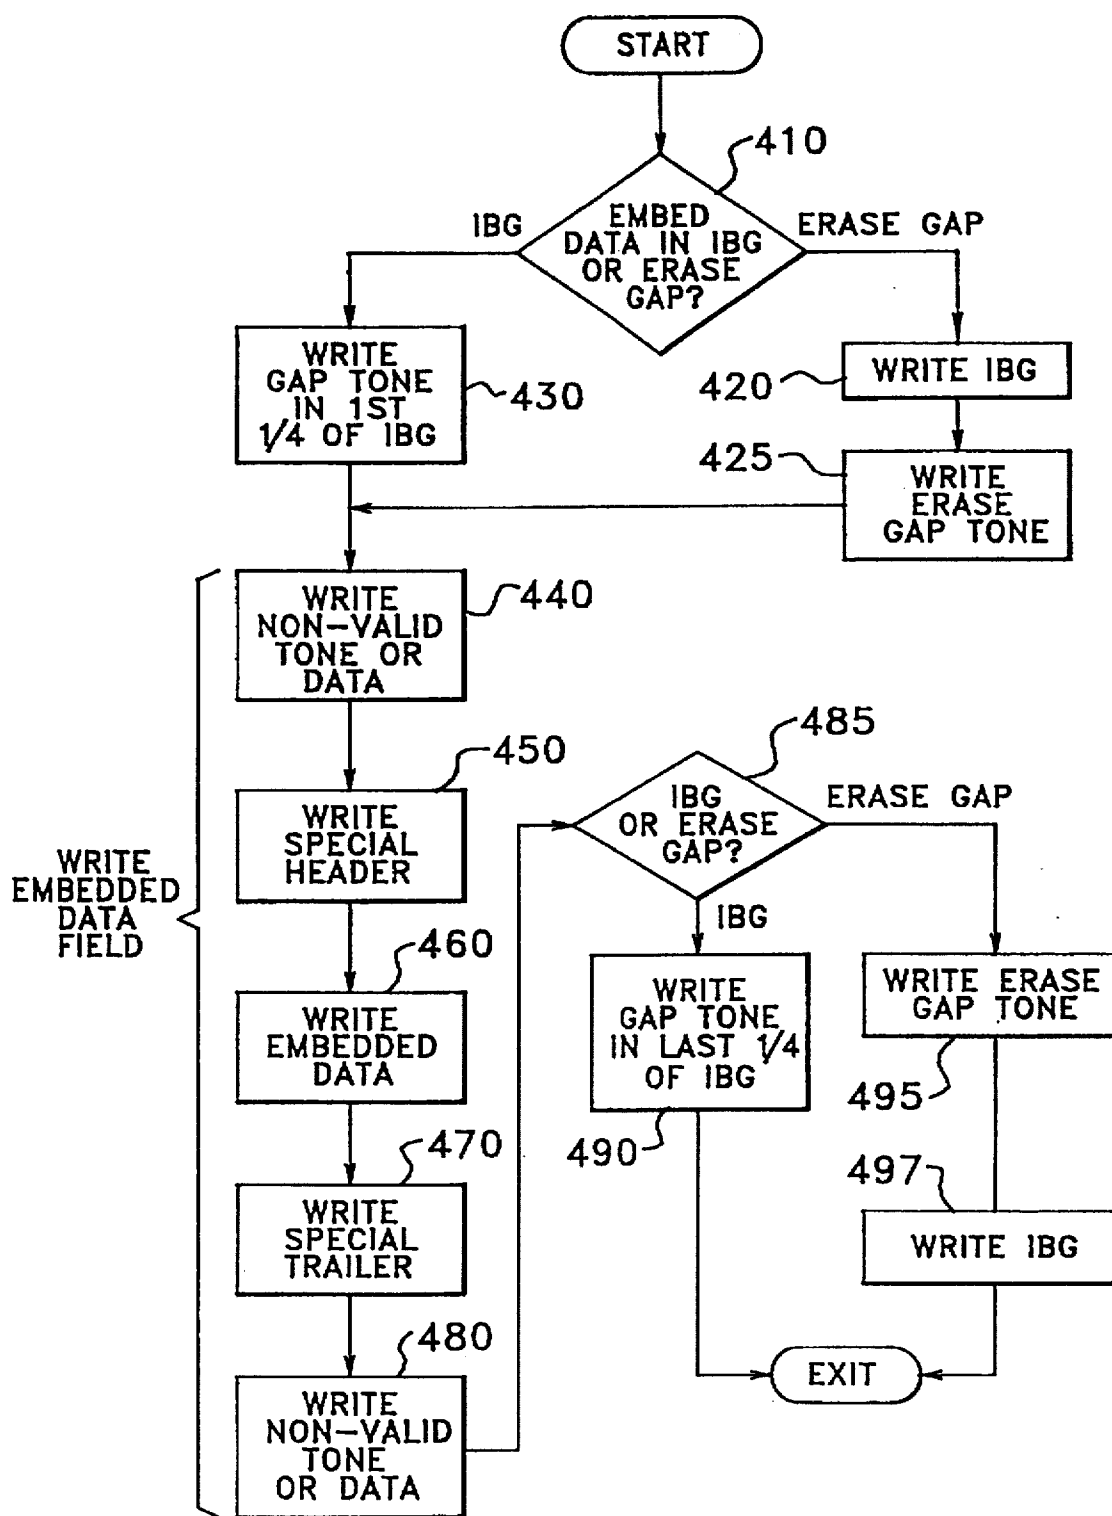 START
410
IBG
EMBED
DATA IN IBG
OR ERASE
GAP?
ERASE GAP
WRITE
GAP TONE
IN 1ST
1/4 OF IBG
430
420
WRITE IBG
425
WRITE
ERASE
GAP TONE
WRITE
NON-VALID
TONE OR
DATA
440
450
WRITE
SPECIAL
HEADER
WRITE
EMBEDDED
DATA
FIELD
460
WRITE
EMBEDDED
DATA
470
WRITE
SPECIAL
TRAILER
480
WRITE
NON-VALID
TONE
OR DATA
485
IBG
OR ERASE
GAP?
ERASE GAP
IBG
WRITE
GAP TONE
IN LAST 1/4
OF IBG
490
WRITE ERASE
GAP TONE
495
497
WRITE IBG
EXIT